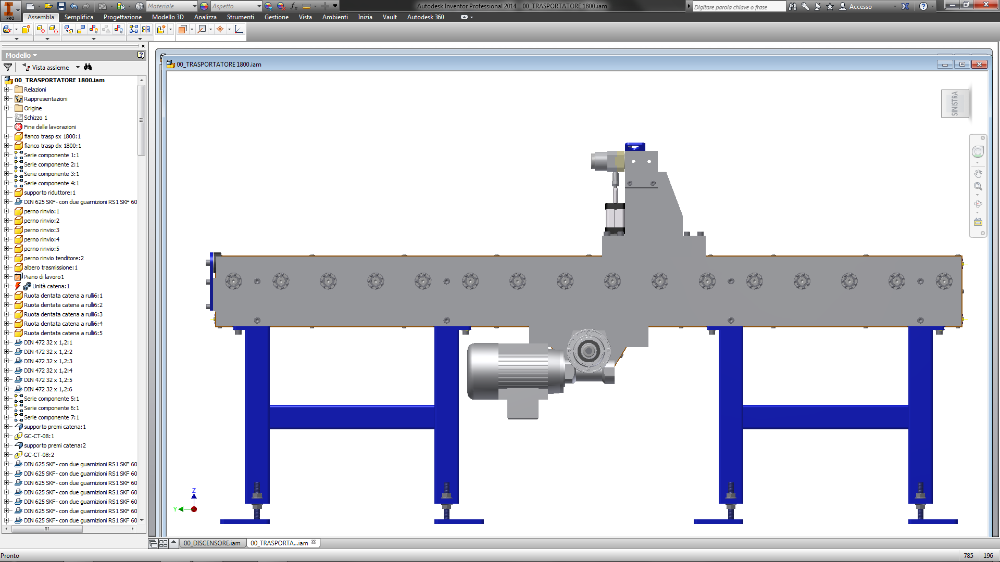 PRO
Materiale
Aspetto
Autodesk Inventor Professional 2014   00_TRASPORTATORE 1800.iam
Digitare parola chiave o frase
Accesso
Assembla
Semplifica
Progettazione
Modello 3D
Analizza
Strumenti
Gestione
Vista
Ambienti
Inizia
Vault
Autodesk 360
Modello
Vista assieme
00_TRASPORTATORE 1800.iam
Relazioni
Rappresentazioni
Origine
Schizzo 1
Fine delle lavorazioni
fianco trasp sx 1800:1
fianco trasp dx 1800:1
Serie componente 1:1
Serie componente 2:1
Serie componente 3:1
Serie componente 4:1
supporto riduttore:1
DIN 625 SKF- con due guarnizioni RS1 SKF 60
perno rinvio:1
perno rinvio:2
perno rinvio:3
perno rinvio:4
perno rinvio:5
perno rinvio tenditore:2
albero trasmissione:1
Piano di lavoro1
Unità catena:1
Ruota dentata catena a rulli6:1
Ruota dentata catena a rulli6:2
Ruota dentata catena a rulli6:3
Ruota dentata catena a rulli6:4
Ruota dentata catena a rulli6:5
DIN 472 32 x 1,2:1
DIN 472 32 x 1,2:2
DIN 472 32 x 1,2:3
DIN 472 32 x 1,2:4
DIN 472 32 x 1,2:5
DIN 472 32 x 1,2:6
Serie componente 5:1
Serie componente 6:1
Serie componente 7:1
supporto premi catena:1
GC-CT-08:1
supporto premi catena:2
GC-CT-08:2
DIN 625 SKF- con due guarnizioni RS1 SKF 60
DIN 625 SKF- con due guarnizioni RS1 SKF 60
DIN 625 SKF- con due guarnizioni RS1 SKF 60
DIN 625 SKF- con due guarnizioni RS1 SKF 60
DIN 625 SKF- con due guarnizioni RS1 SKF 60
DIN 625 SKF- con due guarnizioni RS1 SKF 60
DIN 625 SKF- con due guarnizioni RS1 SKF 60
00_TRASPORTATORE 1800.iam
SINISTRA
Z
Y
00_DISCENSORE.iam
00_TRASPORTA...iam
Pronto
785
196